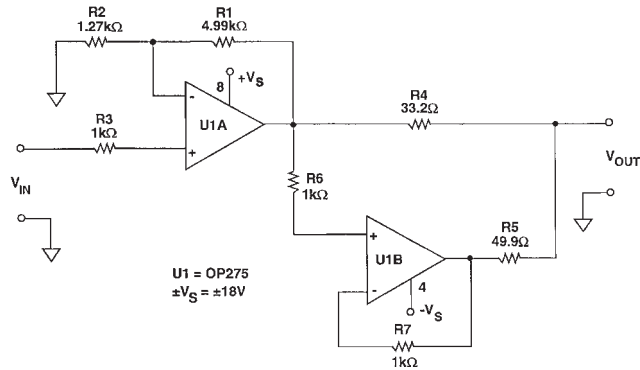 R2
1.27kΩ
R1
4.99kΩ
8
+VS
-
U1A
+
R3
1kΩ
R4
33.2Ω
VIN
VOUT
R6
1kΩ
+
U1B
-
R5
49.9Ω
4
-VS
U1 = OP275
±VS = ±18V
R7
1kΩ